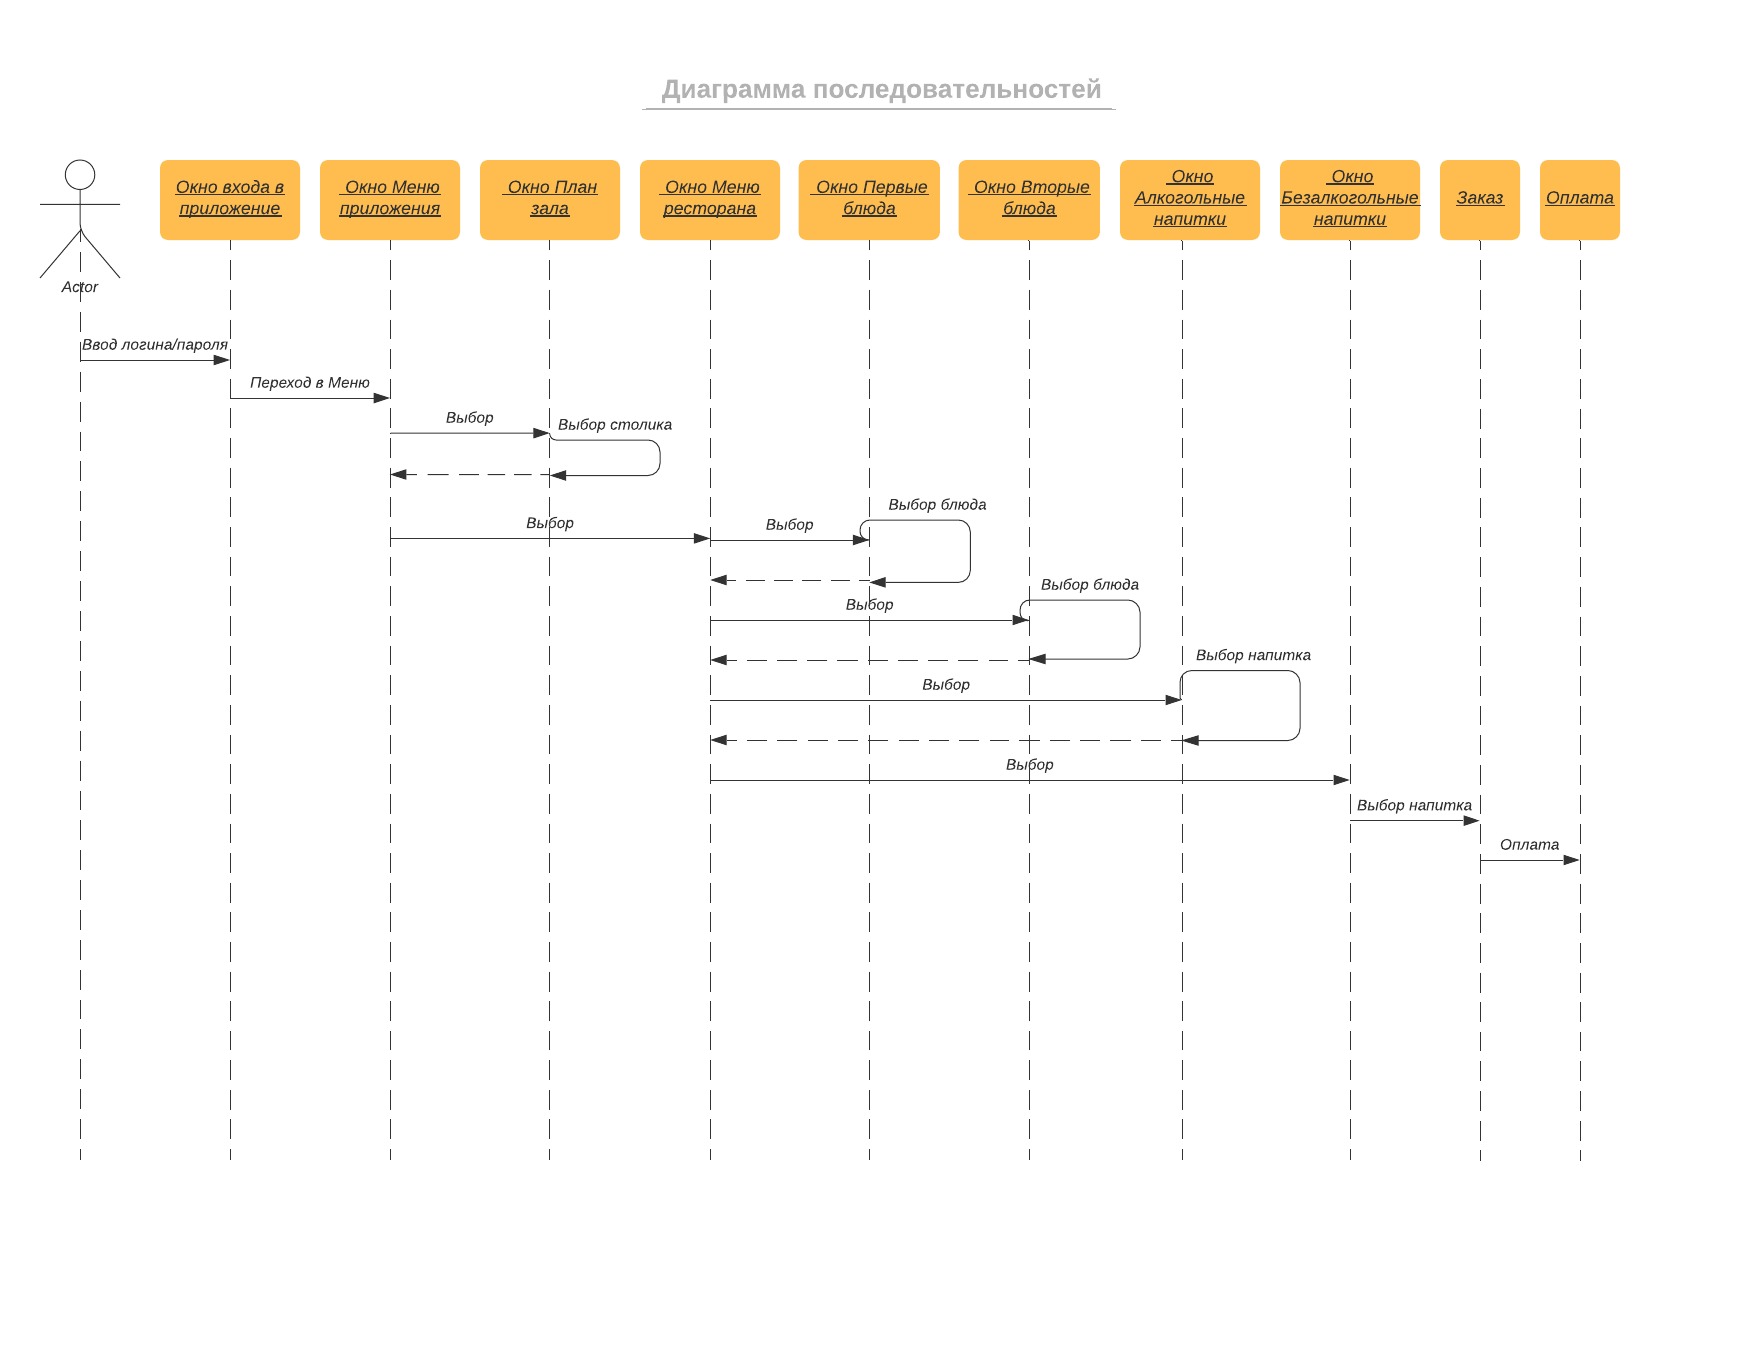 Диаграмма последовательностей
Окно входа в
приложение
Окно Меню
приложения
Окно План
зала
Окно Меню
ресторана
Окно Первые
блюда
Окно Вторые
блюда
Окно
Алкогольные
напитки
Окно
Безалкогольные
напитки
Заказ
Оплата
Actor
Ввод логина/пароля
Переход в Меню
Выбор
Выбор столика
Выбор
Выбор
Выбор блюда
Выбор
Выбор блюда
Выбор
Выбор напитка
Выбор
Выбор напитка
Оплата